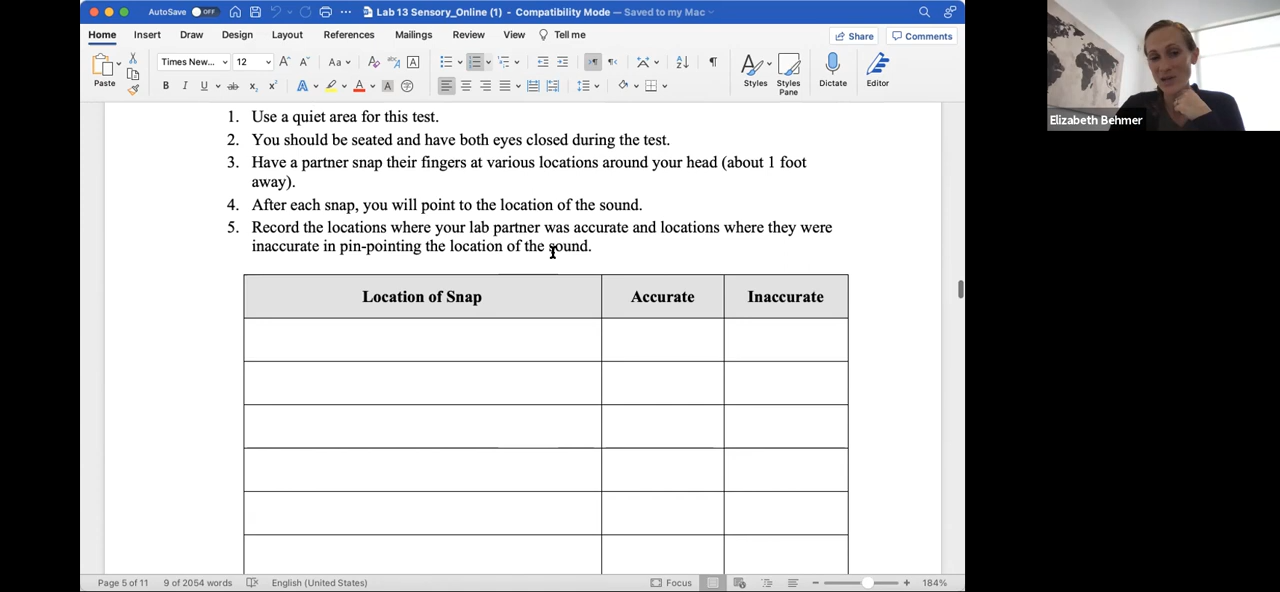 AutoSave OFF Lab 13 Sensory_Online (1) - Compatibility Mode — Saved to my Mac
Home Insert Draw Design Layout References Mailings Review View Tell me Share Comments
Paste Times New... 12 Aa Styles Styles Pane Dictate Editor
1. Use a quiet area for this test.
2. You should be seated and have both eyes closed during the test.
3. Have a partner snap their fingers at various locations around your head (about 1 foot
away).
4. After each snap, you will point to the location of the sound.
5. Record the locations where your lab partner was accurate and locations where they were
inaccurate in pin-pointing the location of the sound.
Location of Snap Accurate Inaccurate
Page 5 of 11 9 of 2054 words English (United States) Focus 184%
Elizabeth Behmer